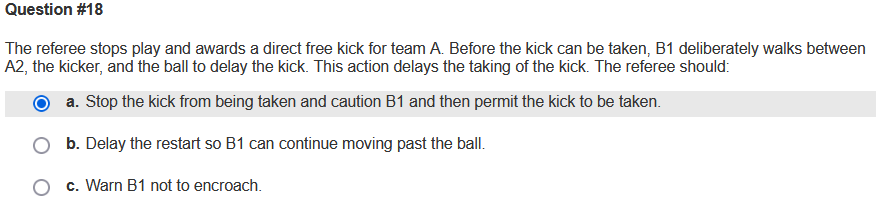 Question #18
The referee stops play and awards a direct free kick for team A. Before the kick can be taken, B1 deliberately walks between
A2, the kicker, and the ball to delay the kick. This action delays the taking of the kick. The referee should:
a. Stop the kick from being taken and caution B1 and then permit the kick to be taken.
b. Delay the restart so B1 can continue moving past the ball.
c. Warn B1 not to encroach.